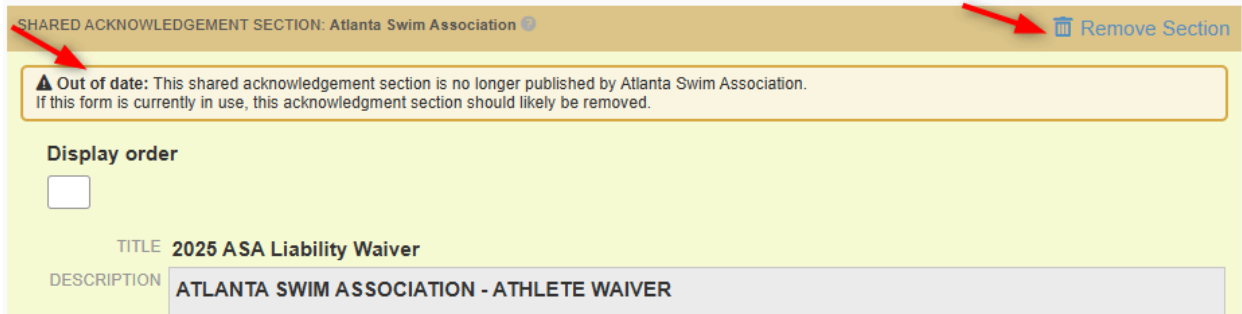 SHARED ACKNOWLEDGEMENT SECTION: Atlanta Swim Association
Remove Section
Out of date: This shared acknowledgement section is no longer published by Atlanta Swim Association.
If this form is currently in use, this acknowledgment section should likely be removed.
Display order
TITLE 2025 ASA Liability Waiver
DESCRIPTION
ATLANTA SWIM ASSOCIATION - ATHLETE WAIVER